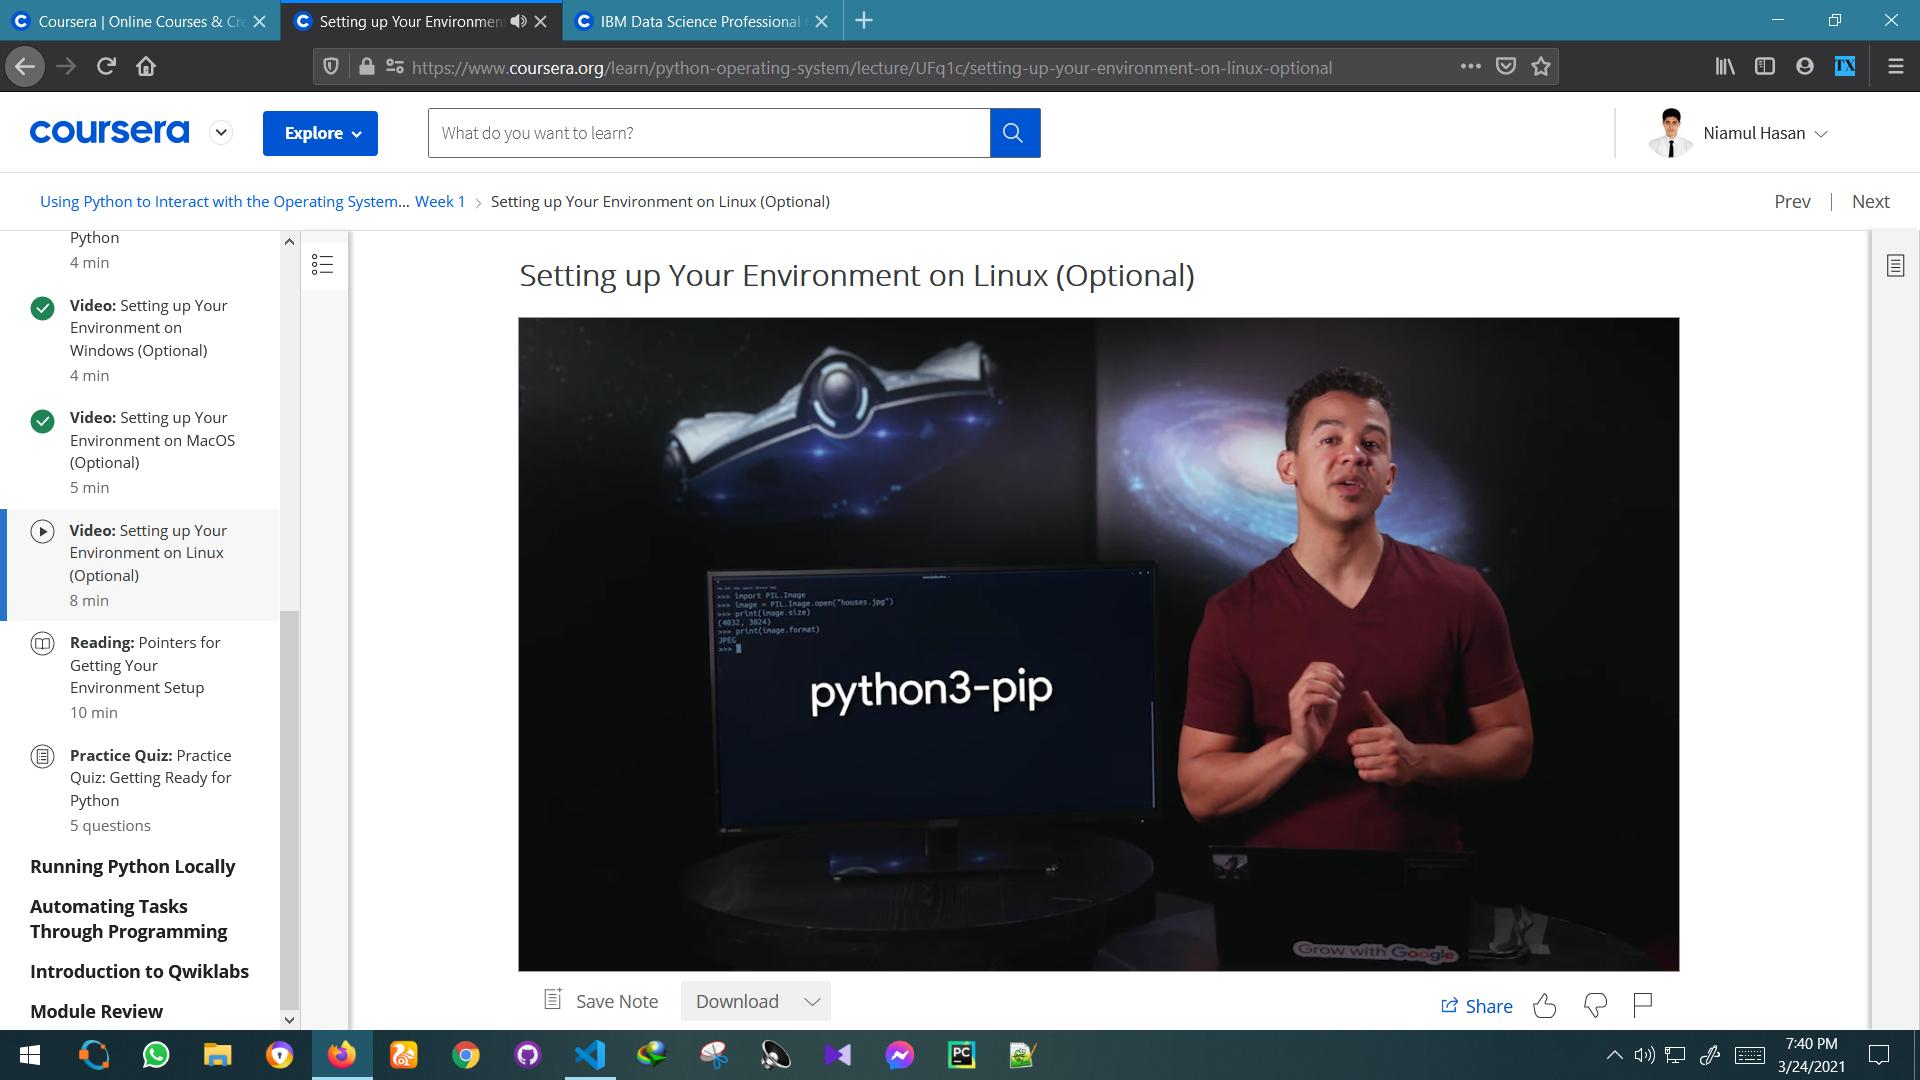 Coursera | Online Courses & Cre
Setting up Your Environmen
IBM Data Science Professional
https://www.coursera.org/learn/python-operating-system/lecture/UFq1c/setting-up-your-environment-on-linux-optional
TX
coursera
Explore
What do you want to learn?
Niamul Hasan
Using Python to Interact with the Operating System... Week 1 > Setting up Your Environment on Linux (Optional)
Prev | Next
Python
4 min
Video: Setting up Your
Environment on
Windows (Optional)
4 min
Video: Setting up Your
Environment on MacOS
(Optional)
5 min
Video: Setting up Your
Environment on Linux
(Optional)
8 min
Reading: Pointers for
Getting Your
Environment Setup
10 min
Practice Quiz: Practice
Quiz: Getting Ready for
Python
5 questions
Running Python Locally
Automating Tasks
Through Programming
Introduction to Qwiklabs
Module Review
Setting up Your Environment on Linux (Optional)
>>> import PIL.Image
>>> image = PIL.Image.open("houses.jpg")
>>> print(image.size)
(4032, 3024)
>>> print(image.format)
JPEG
>>>
python3-pip
Grow with Google
Save Note
Download
Share
PC
7:40 PM
3/24/2021